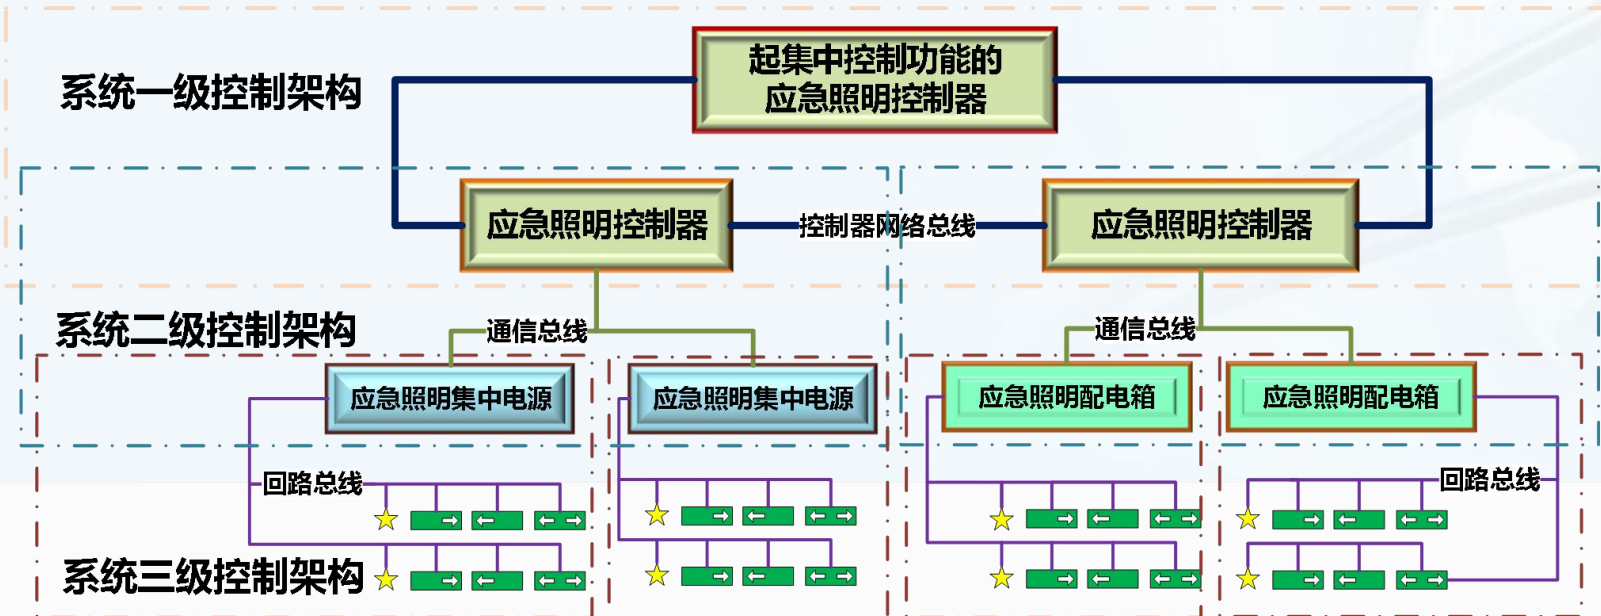 起集中控制功能的
应急照明控制器
系统一级控制架构
应急照明控制器
控制器网络总线
应急照明控制器
系统二级控制架构
通信总线
通信总线
应急照明集中电源
应急照明集中电源
应急照明配电箱
应急照明配电箱
回路总线
回路总线
系统三级控制架构